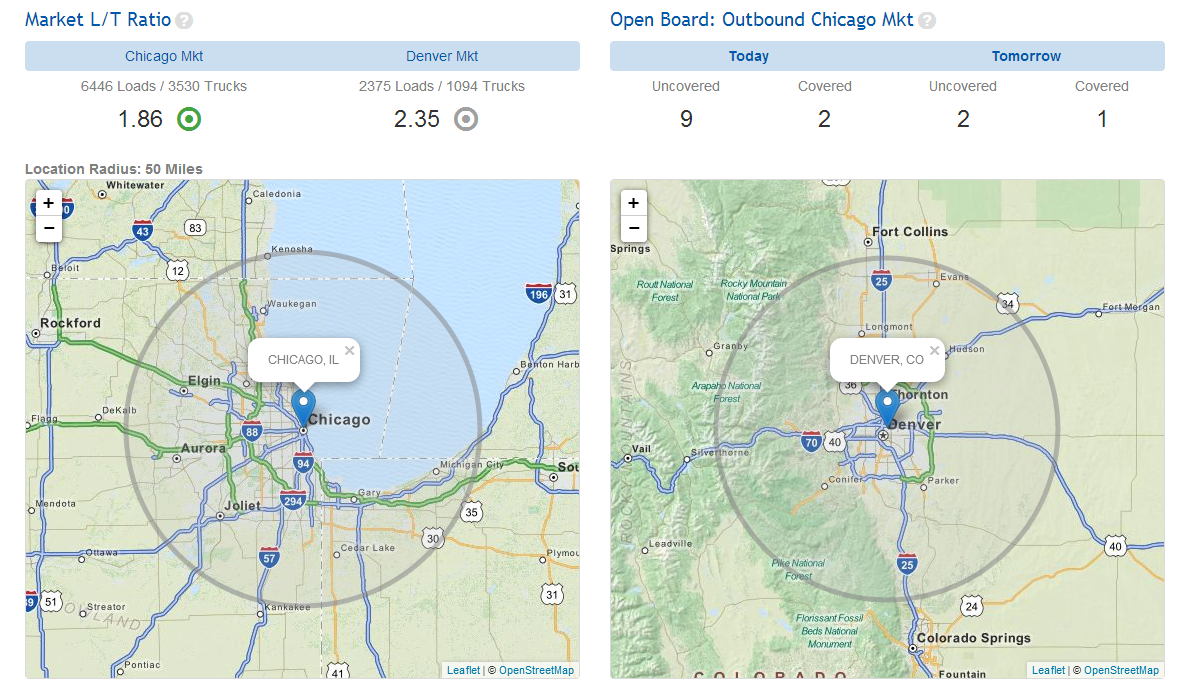 Market L/T Ratio ?
Chicago Mkt Denver Mkt
6446 Loads / 3530 Trucks 2375 Loads / 1094 Trucks
1.86 2.35
Open Board: Outbound Chicago Mkt ?
Today Tomorrow
Uncovered Covered Uncovered Covered
9 2 2 1
Location Radius: 50 Miles
+
−
Whitewater
Caledonia
43
83
Kenosha
12
Beloit
196
31
Waukegan
Rockford
CHICAGO, IL ×
Benton Harb
Elgin
DeKalb
Flagg
Chicago
88
Aurora
94
Michigan City
Sou
294
Gary
Mendota
Joliet
35
30
Cedar Lake
Ottawa
57
Plymou
51
31
Streator
Kankakee
Pontiac
41
Leaflet | © OpenStreetMap
+
−
Fort Collins
Springs
25
Evans
Routt National
Forest
Rocky Mountain
National Park
34
Fort Morgan
Longmont
Granby
Hudson
DENVER, CO ×
Arapaho National
Forest
36
Thornton
Denver
70
40
Vail
Silverthorne
Conifer
Parker
Leadville
40
Pike National
Forest
25
24
Florissant Fossil
Beds National
Monument
Colorado Springs
COLORADO
Fountain
Leaflet | © OpenStreetMap